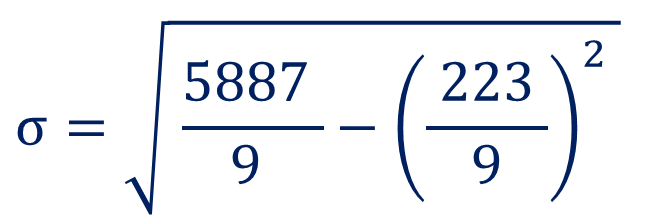 σ = √(5887/9 − (223/9)²)